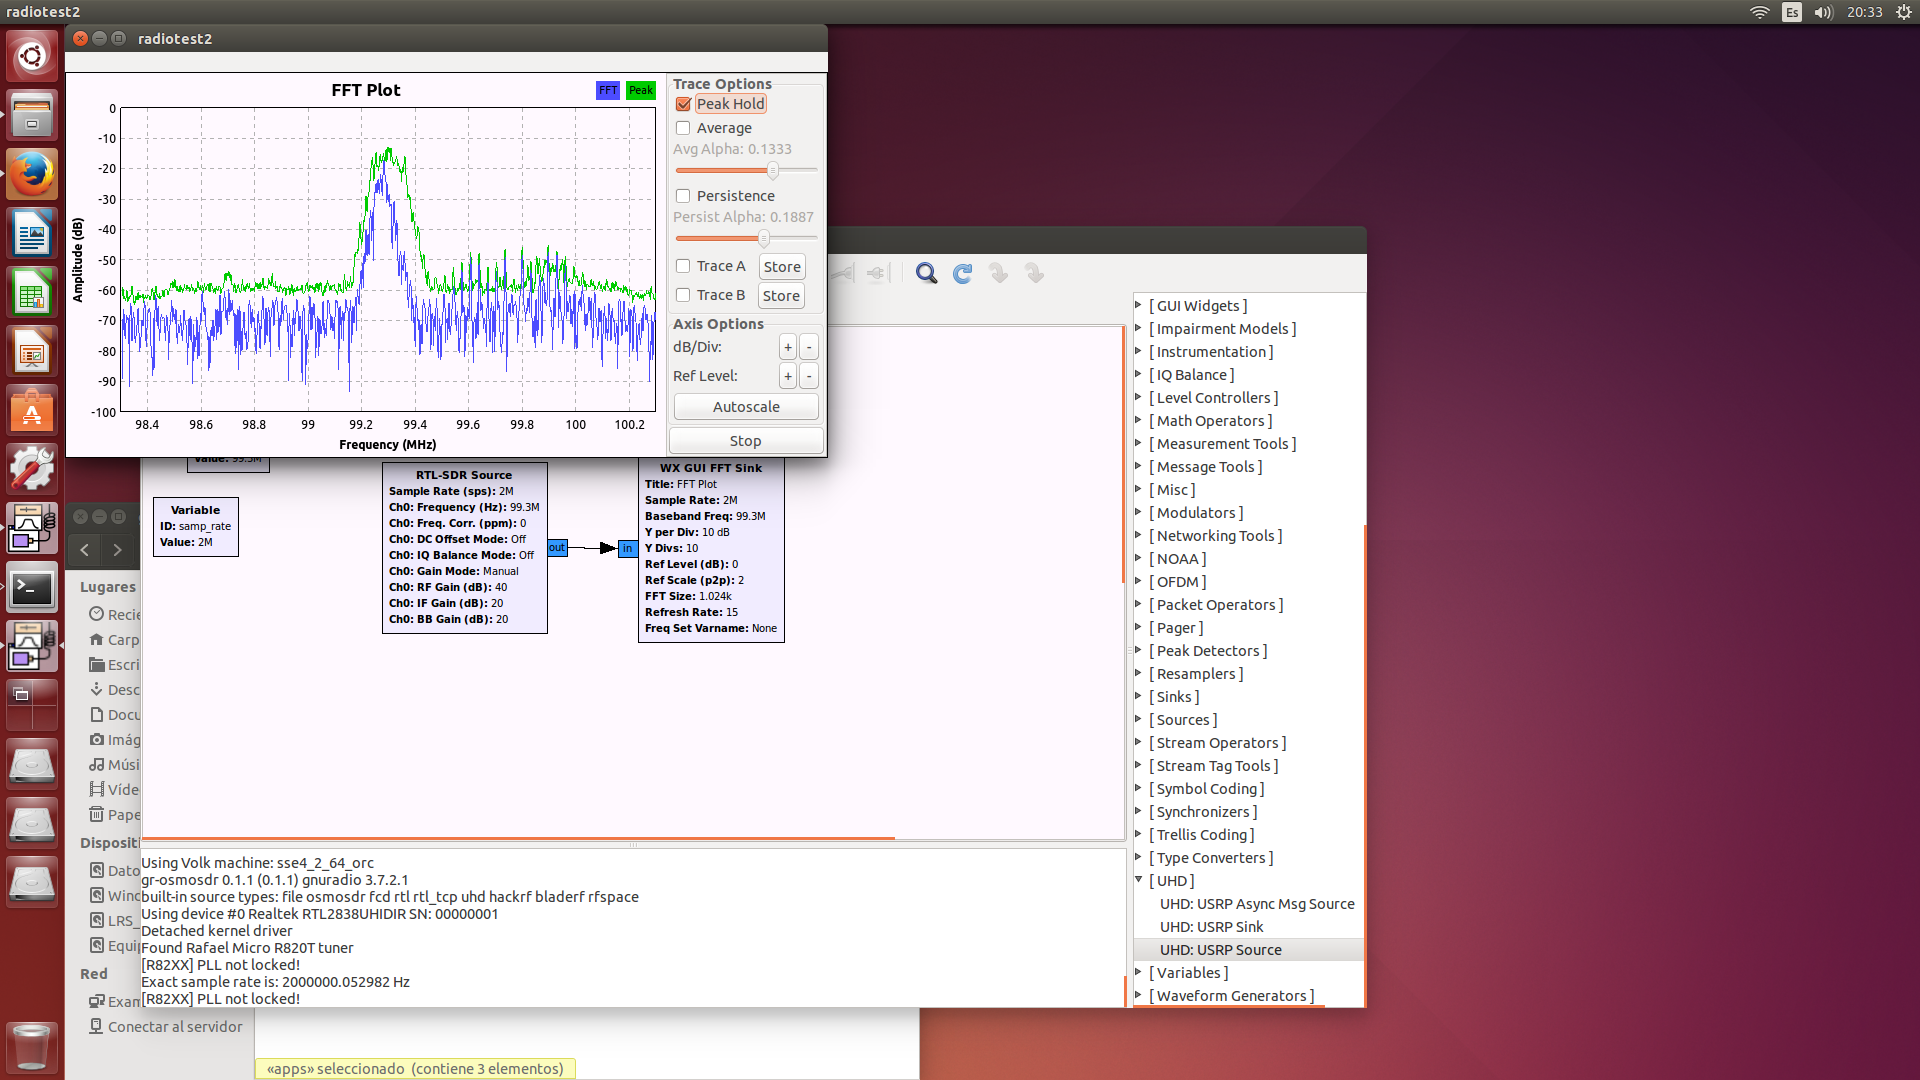 radiotest2
Es
20:33
radiotest2
FFT Plot
FFT
Peak
0
-10
-20
-30
-40
-50
-60
-70
-80
-90
-100
Amplitude (dB)
98.4 98.6 98.8 99 99.2 99.4 99.6 99.8 100 100.2
Frequency (MHz)
Trace Options
Peak Hold
Average
Avg Alpha: 0.1333
Persistence
Persist Alpha: 0.1887
Trace A Store
Trace B Store
Axis Options
dB/Div: + -
Ref Level: + -
Autoscale
Stop
Value: 99.3M
Variable
ID: samp_rate
Value: 2M
RTL-SDR Source
Sample Rate (sps): 2M
Ch0: Frequency (Hz): 99.3M
Ch0: Freq. Corr. (ppm): 0
Ch0: DC Offset Mode: Off
Ch0: IQ Balance Mode: Off
Ch0: Gain Mode: Manual
Ch0: RF Gain (dB): 40
Ch0: IF Gain (dB): 20
Ch0: BB Gain (dB): 20
out
in
WX GUI FFT Sink
Title: FFT Plot
Sample Rate: 2M
Baseband Freq: 99.3M
Y per Div: 10 dB
Y Divs: 10
Ref Level (dB): 0
Ref Scale (p2p): 2
FFT Size: 1.024k
Refresh Rate: 15
Freq Set Varname: None
[ GUI Widgets ]
[ Impairment Models ]
[ Instrumentation ]
[ IQ Balance ]
[ Level Controllers ]
[ Math Operators ]
[ Measurement Tools ]
[ Message Tools ]
[ Misc ]
[ Modulators ]
[ Networking Tools ]
[ NOAA ]
[ OFDM ]
[ Packet Operators ]
[ Pager ]
[ Peak Detectors ]
[ Resamplers ]
[ Sinks ]
[ Sources ]
[ Stream Operators ]
[ Stream Tag Tools ]
[ Symbol Coding ]
[ Synchronizers ]
[ Trellis Coding ]
[ Type Converters ]
[ UHD ]
UHD: USRP Async Msg Source
UHD: USRP Sink
UHD: USRP Source
[ Variables ]
[ Waveform Generators ]
Lugares
Recie
Carp
Escri
Desc
Docu
Imág
Músi
Víde
Pape
Disposit
Dato
Winc
LRS_
Equi
Red
Exam
Conectar al servidor
Using Volk machine: sse4_2_64_orc
gr-osmosdr 0.1.1 (0.1.1) gnuradio 3.7.2.1
built-in source types: file osmosdr fcd rtl rtl_tcp uhd hackrf bladerf rfspace
Using device #0 Realtek RTL2838UHIDIR SN: 00000001
Detached kernel driver
Found Rafael Micro R820T tuner
[R82XX] PLL not locked!
Exact sample rate is: 2000000.052982 Hz
[R82XX] PLL not locked!
«apps» seleccionado (contiene 3 elementos)